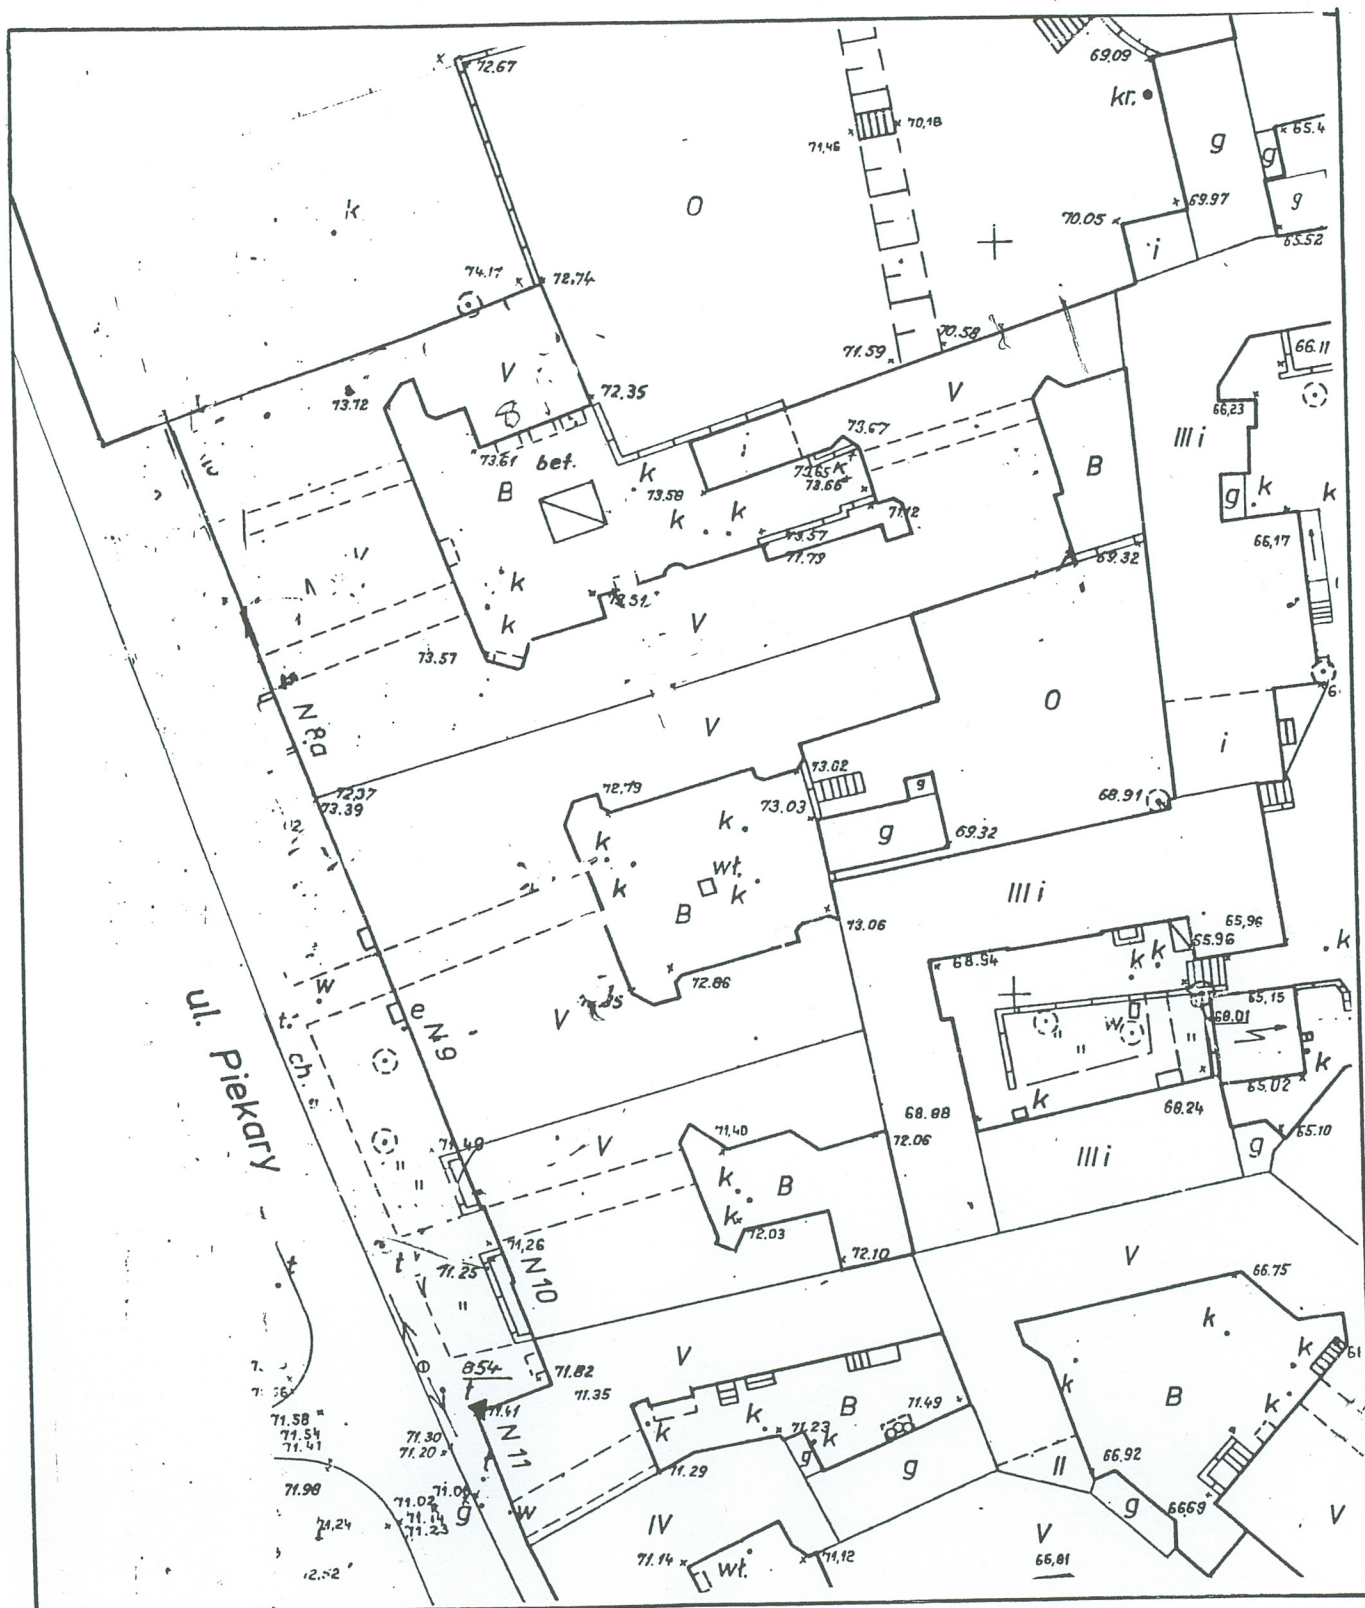 72.67
69.09
kr.
g
70,18
71,46
65.4
g
k
O
g
69.97
70.05
i
65.52
74.17
72.74
70.58
71.59
66.11
V
72,35
V
73.72
66,23
III i
73.67
73.61
bet.
k
i
73.65
k
73.66
B
B
73.58
g
k
k
k
k
71,12
73.57
66,17
71.79
69.32
V
k
73.51
k
V
73.57
N 8a
V
O
i
73.02
72,37
73.39
72,79
73.03
g
68.91
k
k
g
69.32
wł.
k
k
III i
B
73.06
65,96
65.96
k
72.86
68.94
k
k
w
V
65,15
t.
e
N 9
68.01
w.
ul. Piekary
ch.
k
65.02
68.88
k
68.24
71,40
72.06
65.10
71.49
V
III i
g
k
B
k
72.03
71,26
72.10
t
71.25
t
N 10
V
66.75
k
V
854
71.82
k
t
71.35
B
71.41
71.49
B
k
k
71.58
k
71.23
k
71.54
k
71.41
71.30
N 11
71.20
g
71.29
g
II
66,92
71.98
71.02
71.14
71.23
g
w
g
66.69
71,24
IV
V
V
71.14
wł.
71,12
66,81